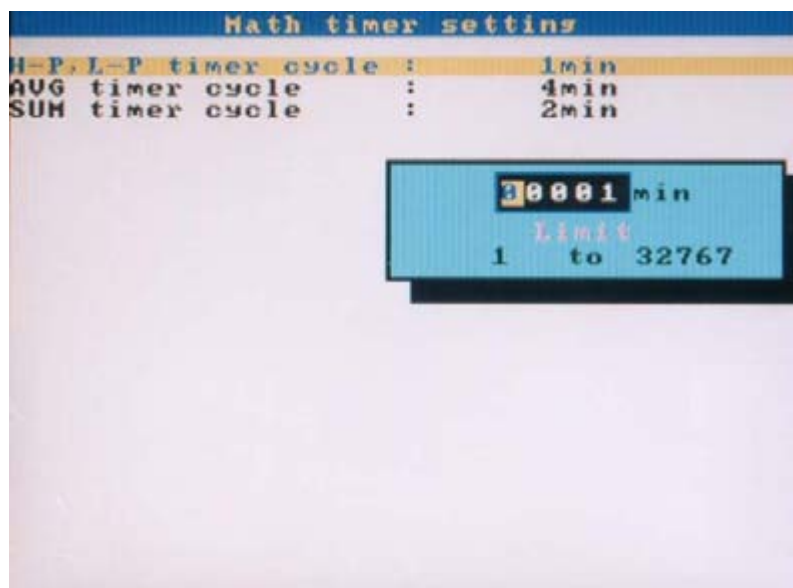 Math timer setting
H-P,L-P timer cycle : 1min
AVG timer cycle : 4min
SUM timer cycle : 2min
00001 min
Limit
1 to 32767